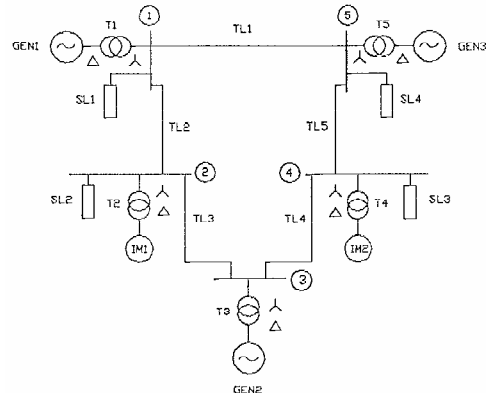 1
5
T1
TL1
T5
GEN1
GEN3
SL1
SL4
TL2
TL5
2
4
SL2
T2
T4
SL3
TL3
TL4
IM1
IM2
3
T3
GEN2